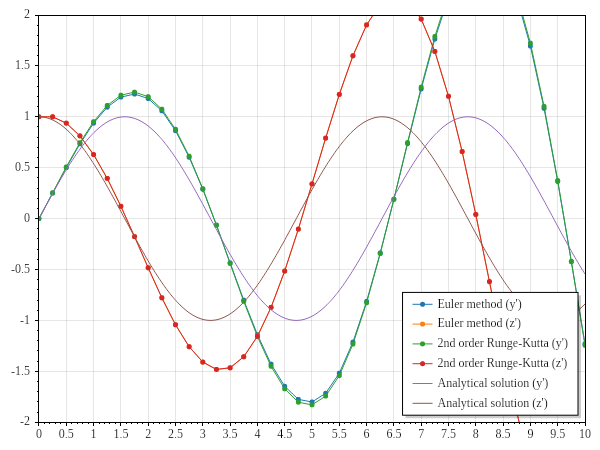 2
1.5
1
0.5
0
-0.5
-1
-1.5
-2
Euler method (y')
Euler method (z')
2nd order Runge-Kutta (y')
2nd order Runge-Kutta (z')
Analytical solution (y')
Analytical solution (z')
0 0.5 1 1.5 2 2.5 3 3.5 4 4.5 5 5.5 6 6.5 7 7.5 8 8.5 9 9.5 10